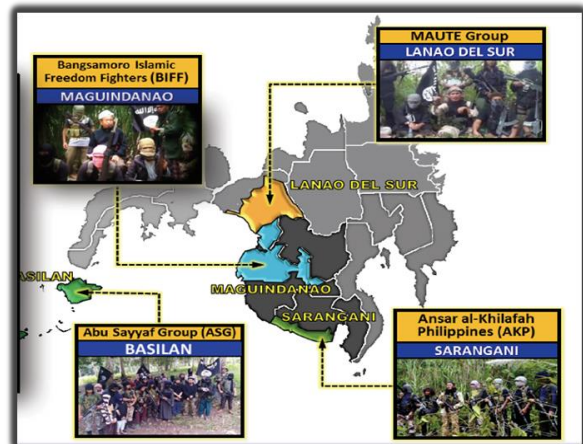 MAUTE Group
LANAO DEL SUR
Bangsamoro Islamic
Freedom Fighters (BIFF)
MAGUINDANAO
LANAO DEL SUR
ASILAN
MAGUINDANAO
SARANGANI
Abu Sayyaf Group (ASG)
BASILAN
Ansar al-Khilafah
Philippines (AKP)
SARANGANI